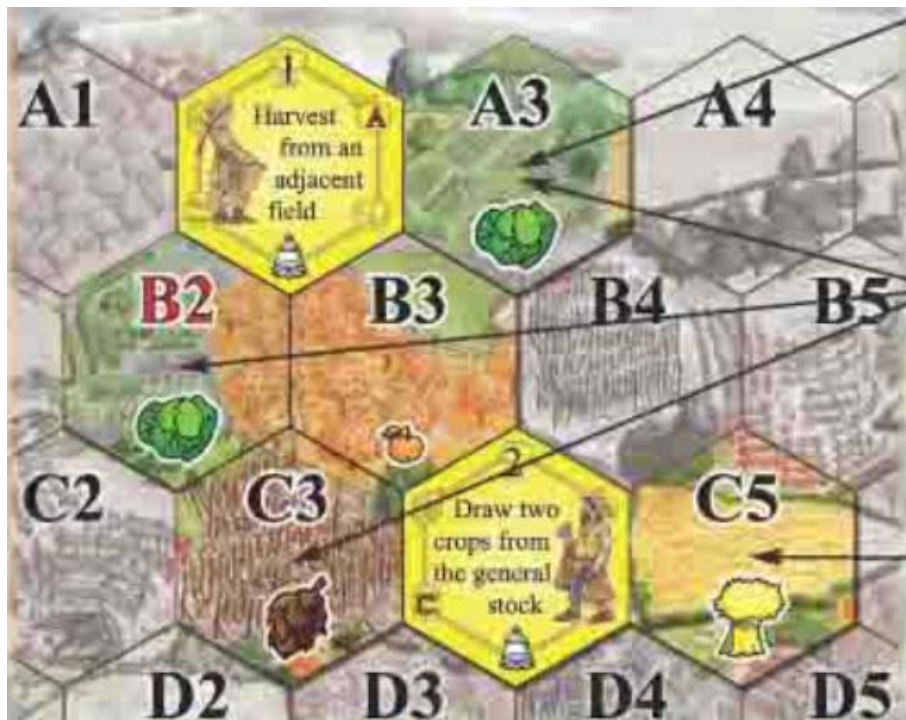 1
A1
Harvest
A
A3
A4
from an
adjacent
field
B2
B3
B4
B5
2
C2
C3
Draw two
C5
crops from
the general
stock
C
D2
D3
D4
D5